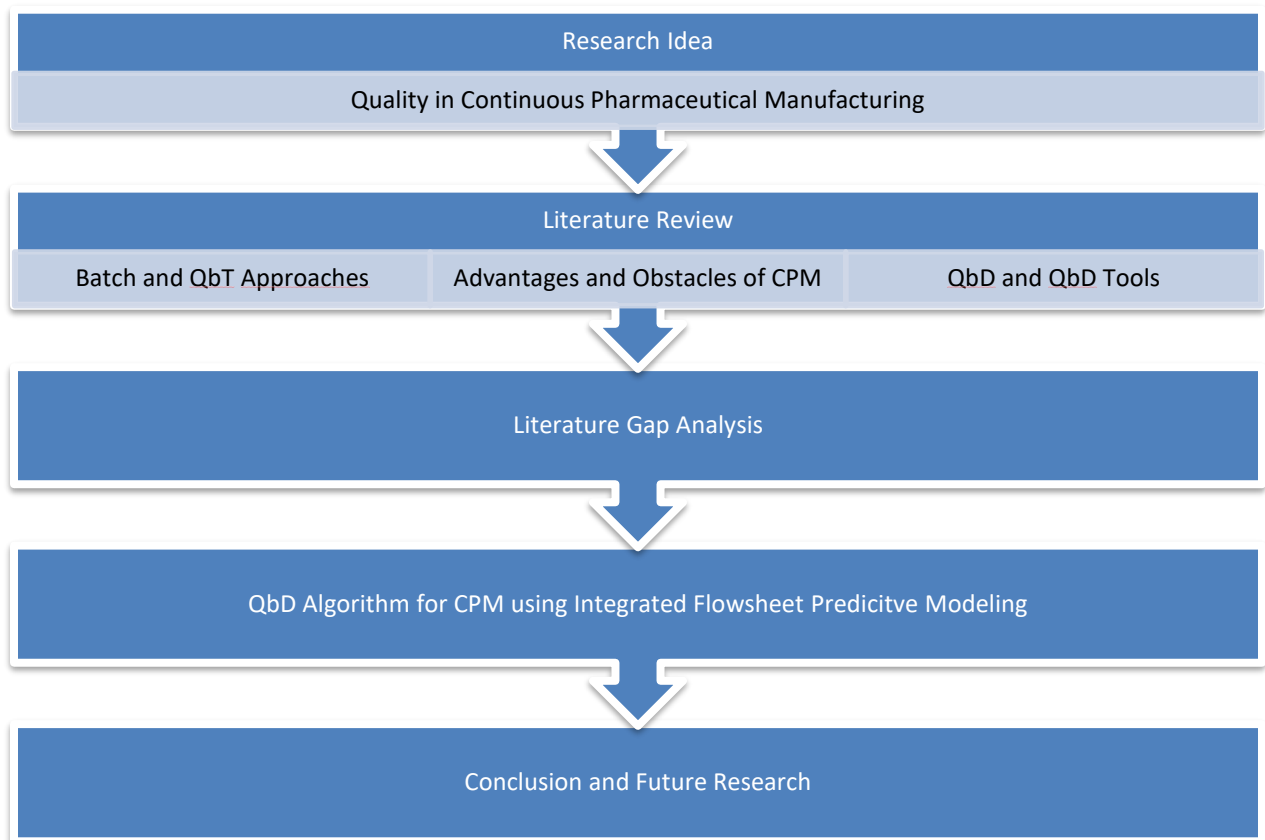 Research Idea
Quality in Continuous Pharmaceutical Manufacturing
Literature Review
Batch and QbT Approaches
Advantages and Obstacles of CPM
QbD and QbD Tools
Literature Gap Analysis
QbD Algorithm for CPM using Integrated Flowsheet Predicitve Modeling
Conclusion and Future Research